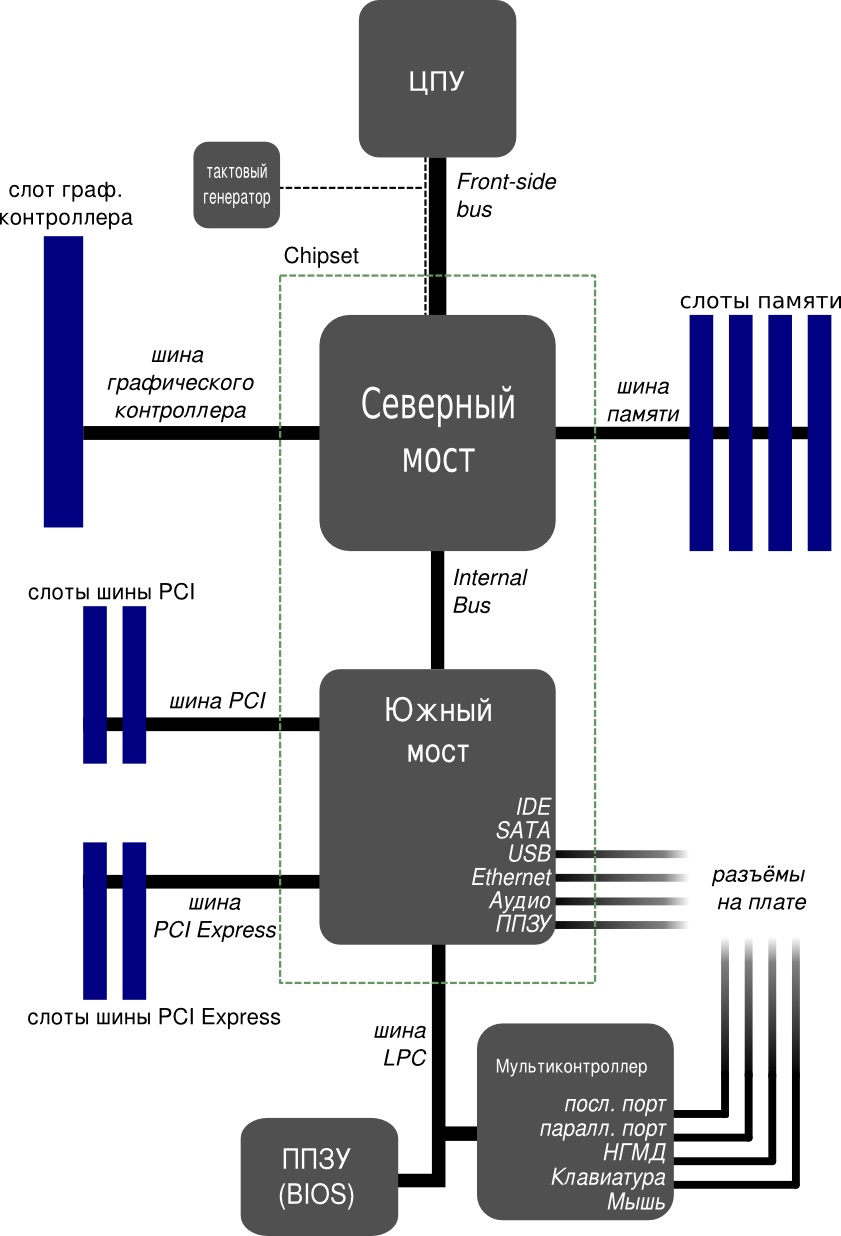 ЦПУ
тактовый
генератор
Front-side
bus
слот граф.
контроллера
Chipset
слоты памяти
шина
графического
контроллера
Северный
мост
шина
памяти
Internal
Bus
слоты шины PCI
шина PCI
Южный
мост
IDE
SATA
USB
Ethernet
Аудио
ППЗУ
разъёмы
на плате
шина
PCI Express
слоты шины PCI Express
шина
LPC
Мультиконтроллер
посл. порт
паралл. порт
НГМД
Клавиатура
Мышь
ППЗУ
(BIOS)